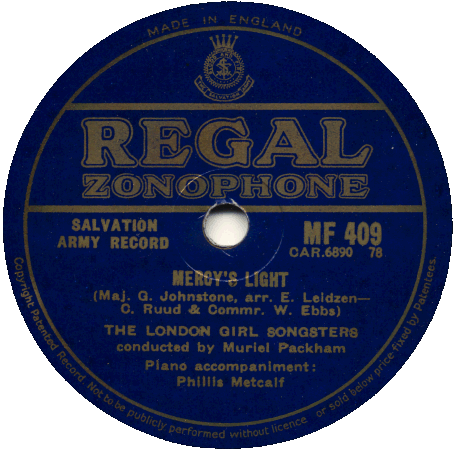 MADE IN ENGLAND
REGAL
ZONOPHONE
SALVATION
ARMY RECORD
MF 409
CAR.6890 78
MERCY'S LIGHT
(Maj. G. Johnstone, arr. E. Leidzen—
C. Ruud & Commr. W. Ebbs)
THE LONDON GIRL SONGSTERS
conducted by Muriel Packham
Piano accompaniment:
Phillis Metcalf
Copyright Patented Record. Not to be publicly performed without licence or sold below price fixed by Patentees.